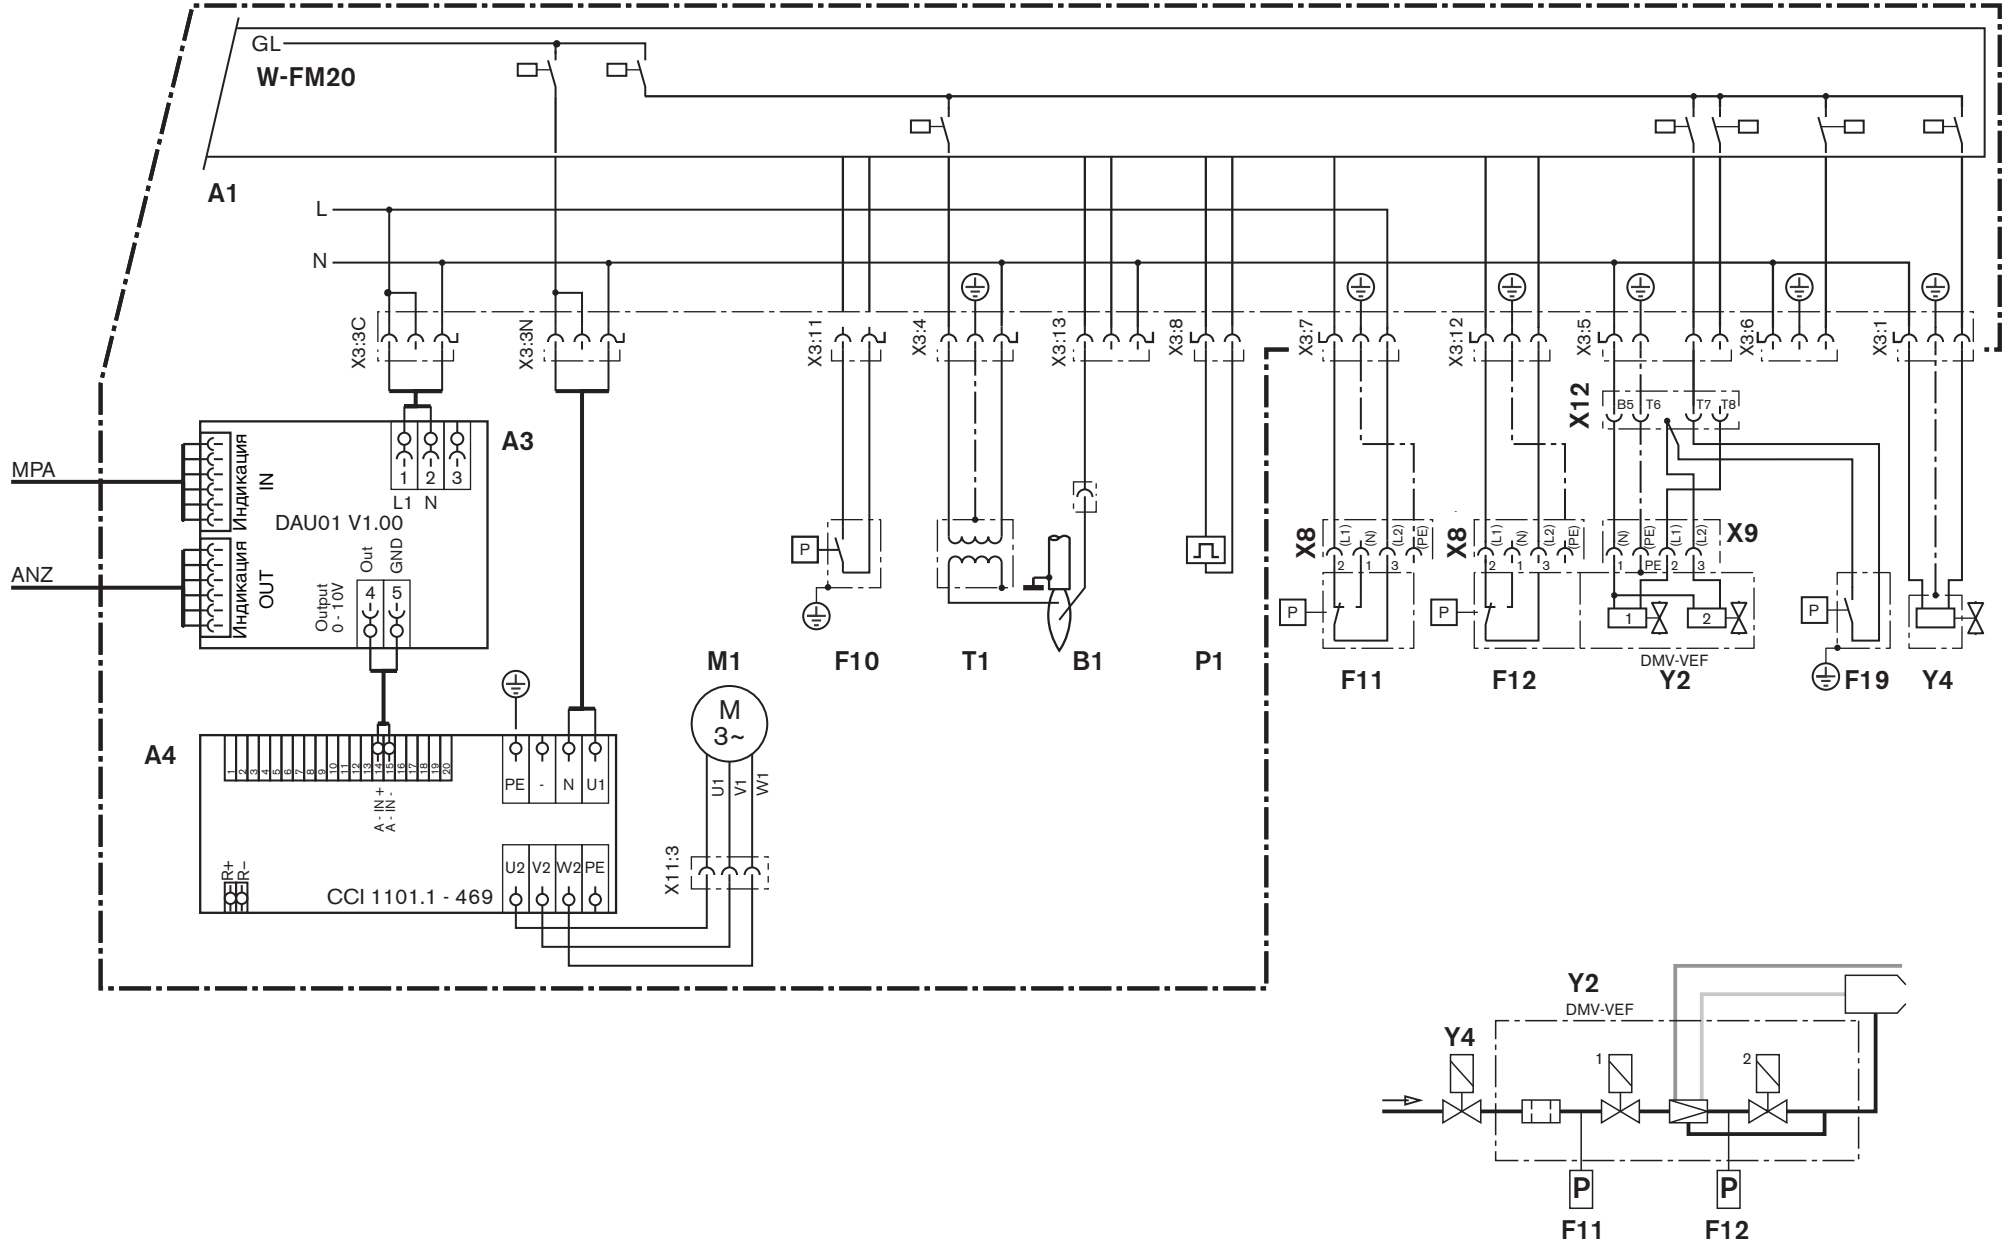 GL
W-FM20
A1
L
N
X3:3C
X3:3N
X3:11
X3:4
X3:13
X3:8
X3:7
X3:12
X3:5
X3:6
X3:1
X12
B5 T6 T7 T8
A3
MPA
ANZ
Индикация
IN
Индикация
OUT
1 2 3
L1 N
DAU01 V1.00
Out
GND
Output
0 - 10V
4 5
P
F10
T1
B1
P1
X8
(L1) (N) (L2) (PE)
2 1 3
P
F11
X8
(L1) (N) (L2) (PE)
2 1 3
P
F12
X9
(N) (PE) (L1) (L2)
1 PE 2 3
1 2
DMV-VEF
Y2
P
F19
Y4
M1
M
3~
U1 V1 W1
X11:3
A4
1 2 3 4 5 6 7 8 9 10 11 12 13 14 15 16 17 18 19 20
A - IN +
A - IN -
PE - N U1
U2 V2 W2 PE
R+
R–
CCI 1101.1 - 469
Y2
DMV-VEF
Y4
1 2
P P
F11 F12